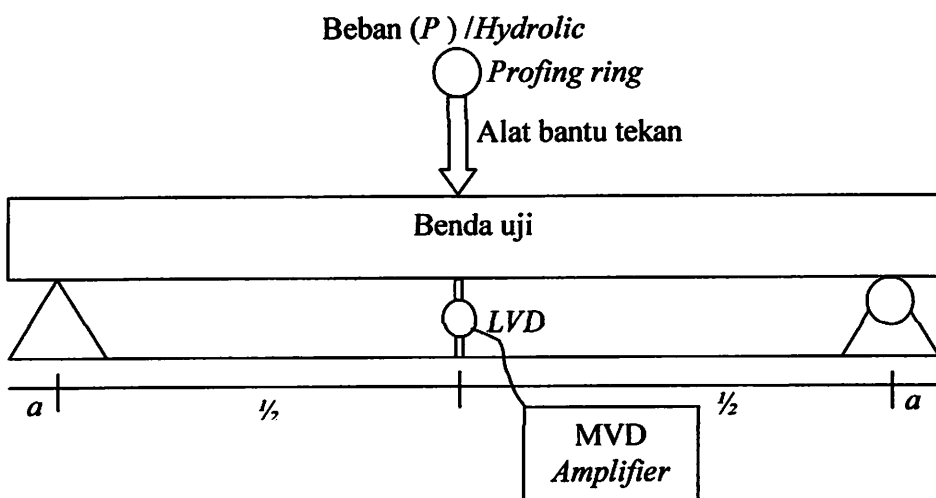 Beban (P ) /Hydrolic
Profing ring
Alat bantu tekan
Benda uji
LVD
a
½
½
a
MVD
Amplifier